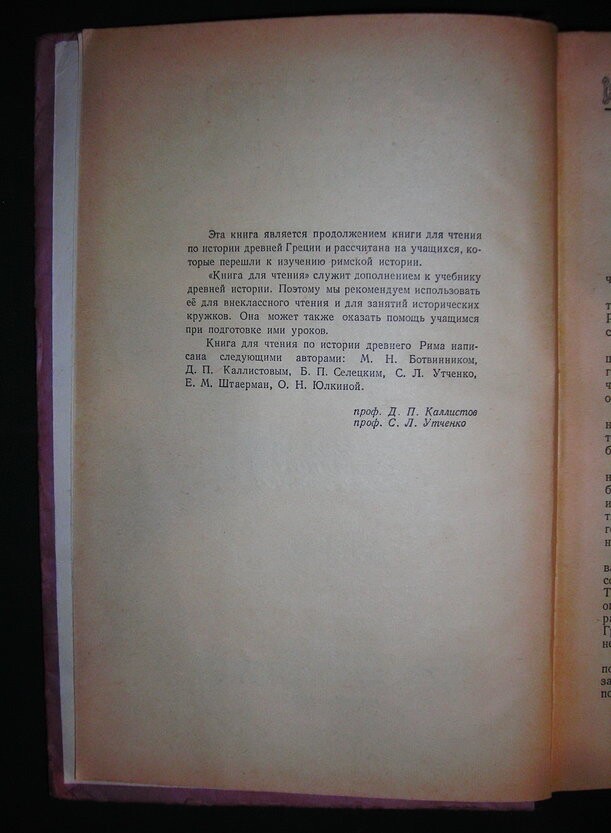 Эта книга является продолжением книги для чтения
по истории древней Греции и рассчитана на учащихся, ко-
торые перешли к изучению римской истории.
«Книга для чтения» служит дополнением к учебнику
древней истории. Поэтому мы рекомендуем использовать
её для внеклассного чтения и для занятий исторических
кружков. Она может также оказать помощь учащимся
при подготовке ими уроков.
Книга для чтения по истории древнего Рима напи-
сана следующими авторами: М. Н. Ботвинником,
Д. П. Каллистовым, Б. П. Селецким, С. Л. Утченко,
Е. М. Штаерман, О. Н. Юлкиной.
проф. Д. П. Каллистов
проф. С. Л. Утченко